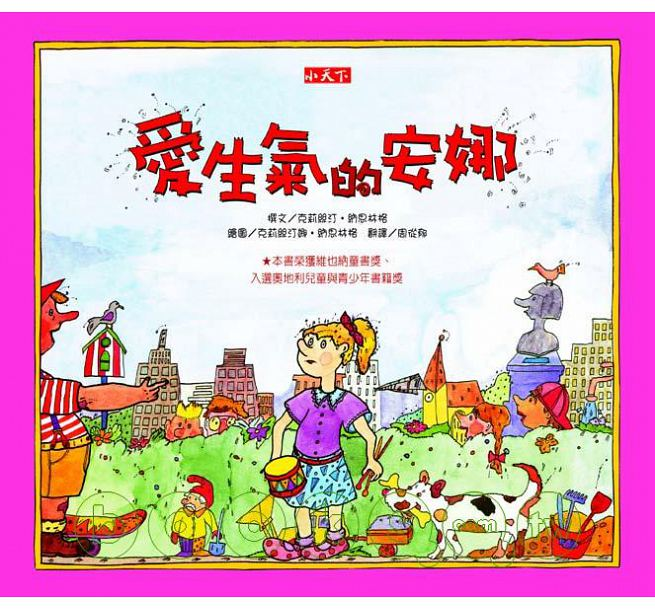 小天下
愛生氣的安娜
撰文／克莉絲汀・納思林格
繪圖／克莉絲汀娜・納思林格 翻譯／周從郁
★本書榮獲維也納童書獎、
入選奧地利兒童與青少年書籍獎